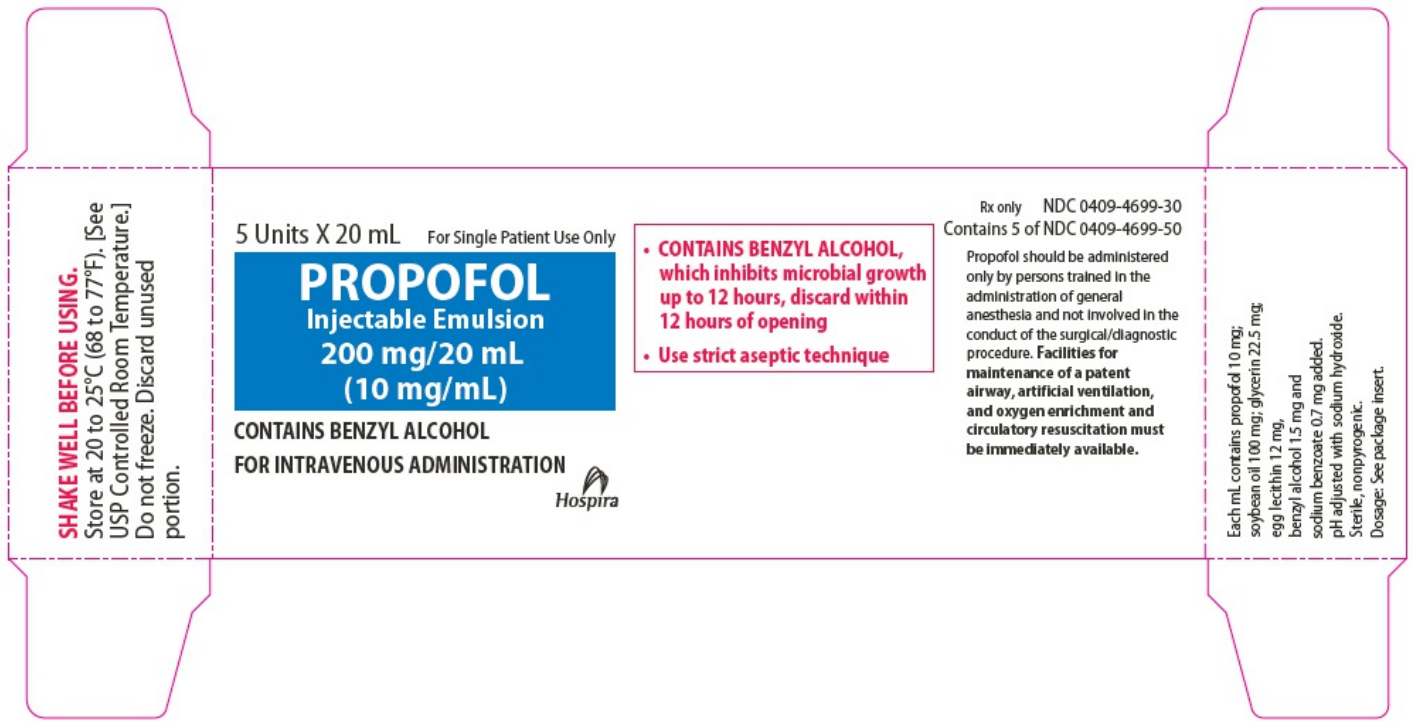 SHAKE WELL BEFORE USING.
Store at 20 to 25°C (68 to 77°F). [See
USP Controlled Room Temperature.]
Do not freeze. Discard unused
portion.
5 Units X 20 mL For Single Patient Use Only
PROPOFOL
Injectable Emulsion
200 mg/20 mL
(10 mg/mL)
CONTAINS BENZYL ALCOHOL
FOR INTRAVENOUS ADMINISTRATION
Hospira
• CONTAINS BENZYL ALCOHOL,
which inhibits microbial growth
up to 12 hours, discard within
12 hours of opening
• Use strict aseptic technique
Rx only NDC 0409-4699-30
Contains 5 of NDC 0409-4699-50
Propofol should be administered
only by persons trained in the
administration of general
anesthesia and not involved in the
conduct of the surgical/diagnostic
procedure. Facilities for
maintenance of a patent
airway, artificial ventilation,
and oxygen enrichment and
circulatory resuscitation must
be immediately available.
Each mL contains propofol 10 mg;
soybean oil 100 mg; glycerin 22.5 mg;
egg lecithin 12 mg,
benzyl alcohol 1.5 mg and
sodium benzoate 0.7 mg added.
pH adjusted with sodium hydroxide.
Sterile, nonpyrogenic.
Dosage: See package insert.